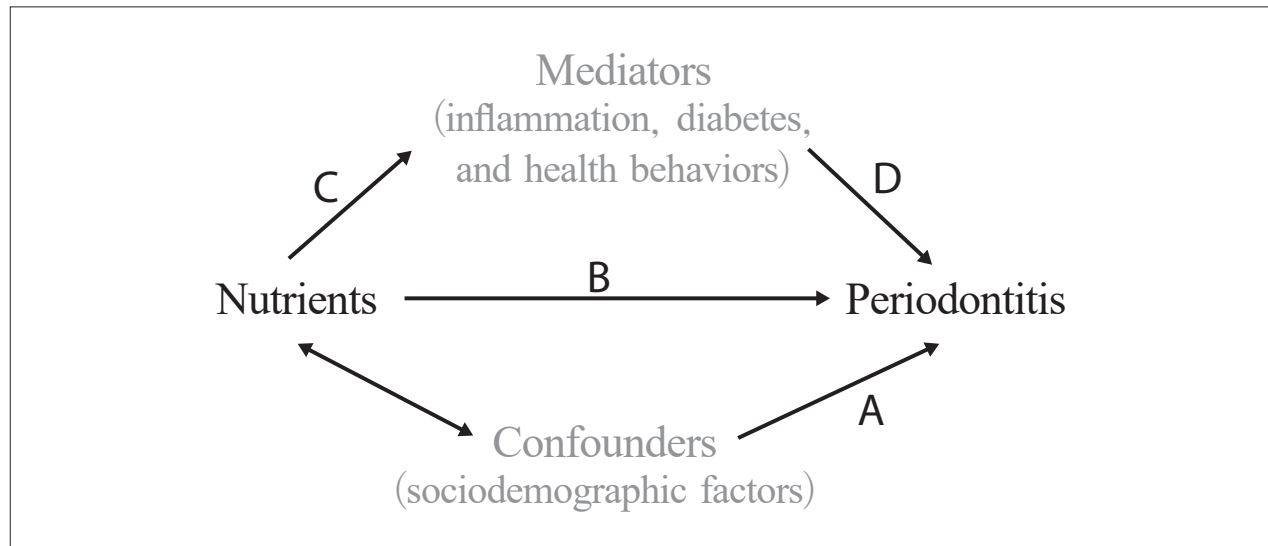 Mediators
(inflammation, diabetes,
and health behaviors)
C
D
B
Nutrients
Periodontitis
A
Confounders
(sociodemographic factors)